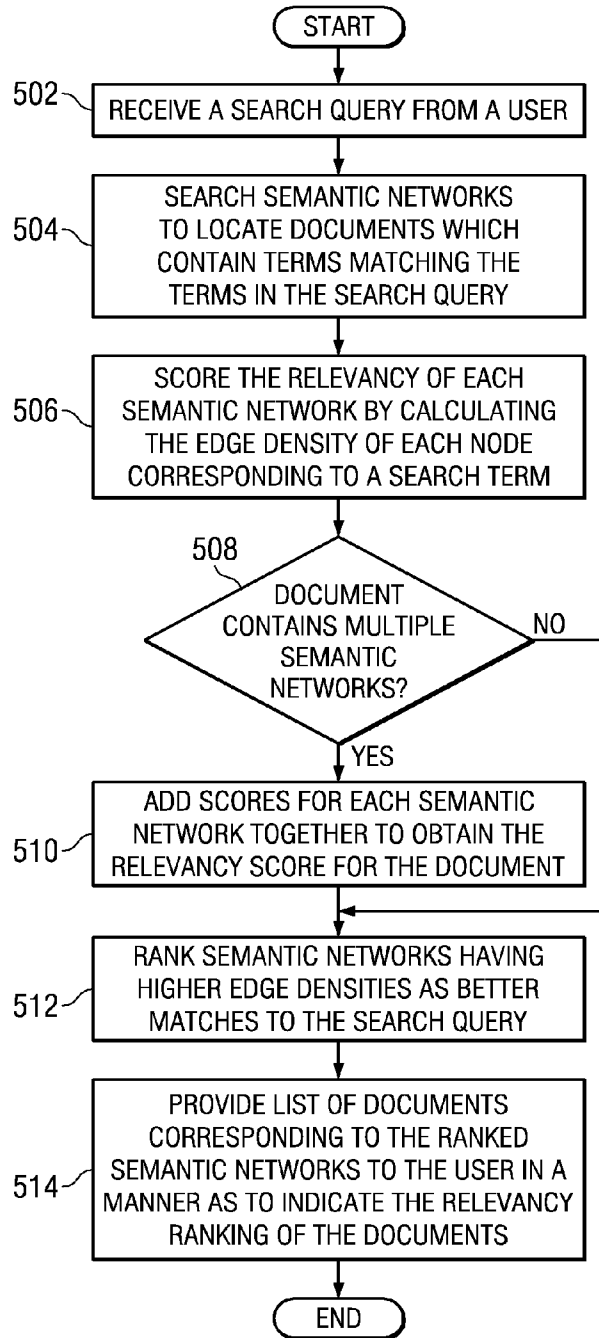 START
502
RECEIVE A SEARCH QUERY FROM A USER
504
SEARCH SEMANTIC NETWORKS
TO LOCATE DOCUMENTS WHICH
CONTAIN TERMS MATCHING THE
TERMS IN THE SEARCH QUERY
506
SCORE THE RELEVANCY OF EACH
SEMANTIC NETWORK BY CALCULATING
THE EDGE DENSITY OF EACH NODE
CORRESPONDING TO A SEARCH TERM
508
DOCUMENT
CONTAINS MULTIPLE
SEMANTIC
NETWORKS?
NO
YES
510
ADD SCORES FOR EACH SEMANTIC
NETWORK TOGETHER TO OBTAIN THE
RELEVANCY SCORE FOR THE DOCUMENT
512
RANK SEMANTIC NETWORKS HAVING
HIGHER EDGE DENSITIES AS BETTER
MATCHES TO THE SEARCH QUERY
514
PROVIDE LIST OF DOCUMENTS
CORRESPONDING TO THE RANKED
SEMANTIC NETWORKS TO THE USER IN A
MANNER AS TO INDICATE THE RELEVANCY
RANKING OF THE DOCUMENTS
END